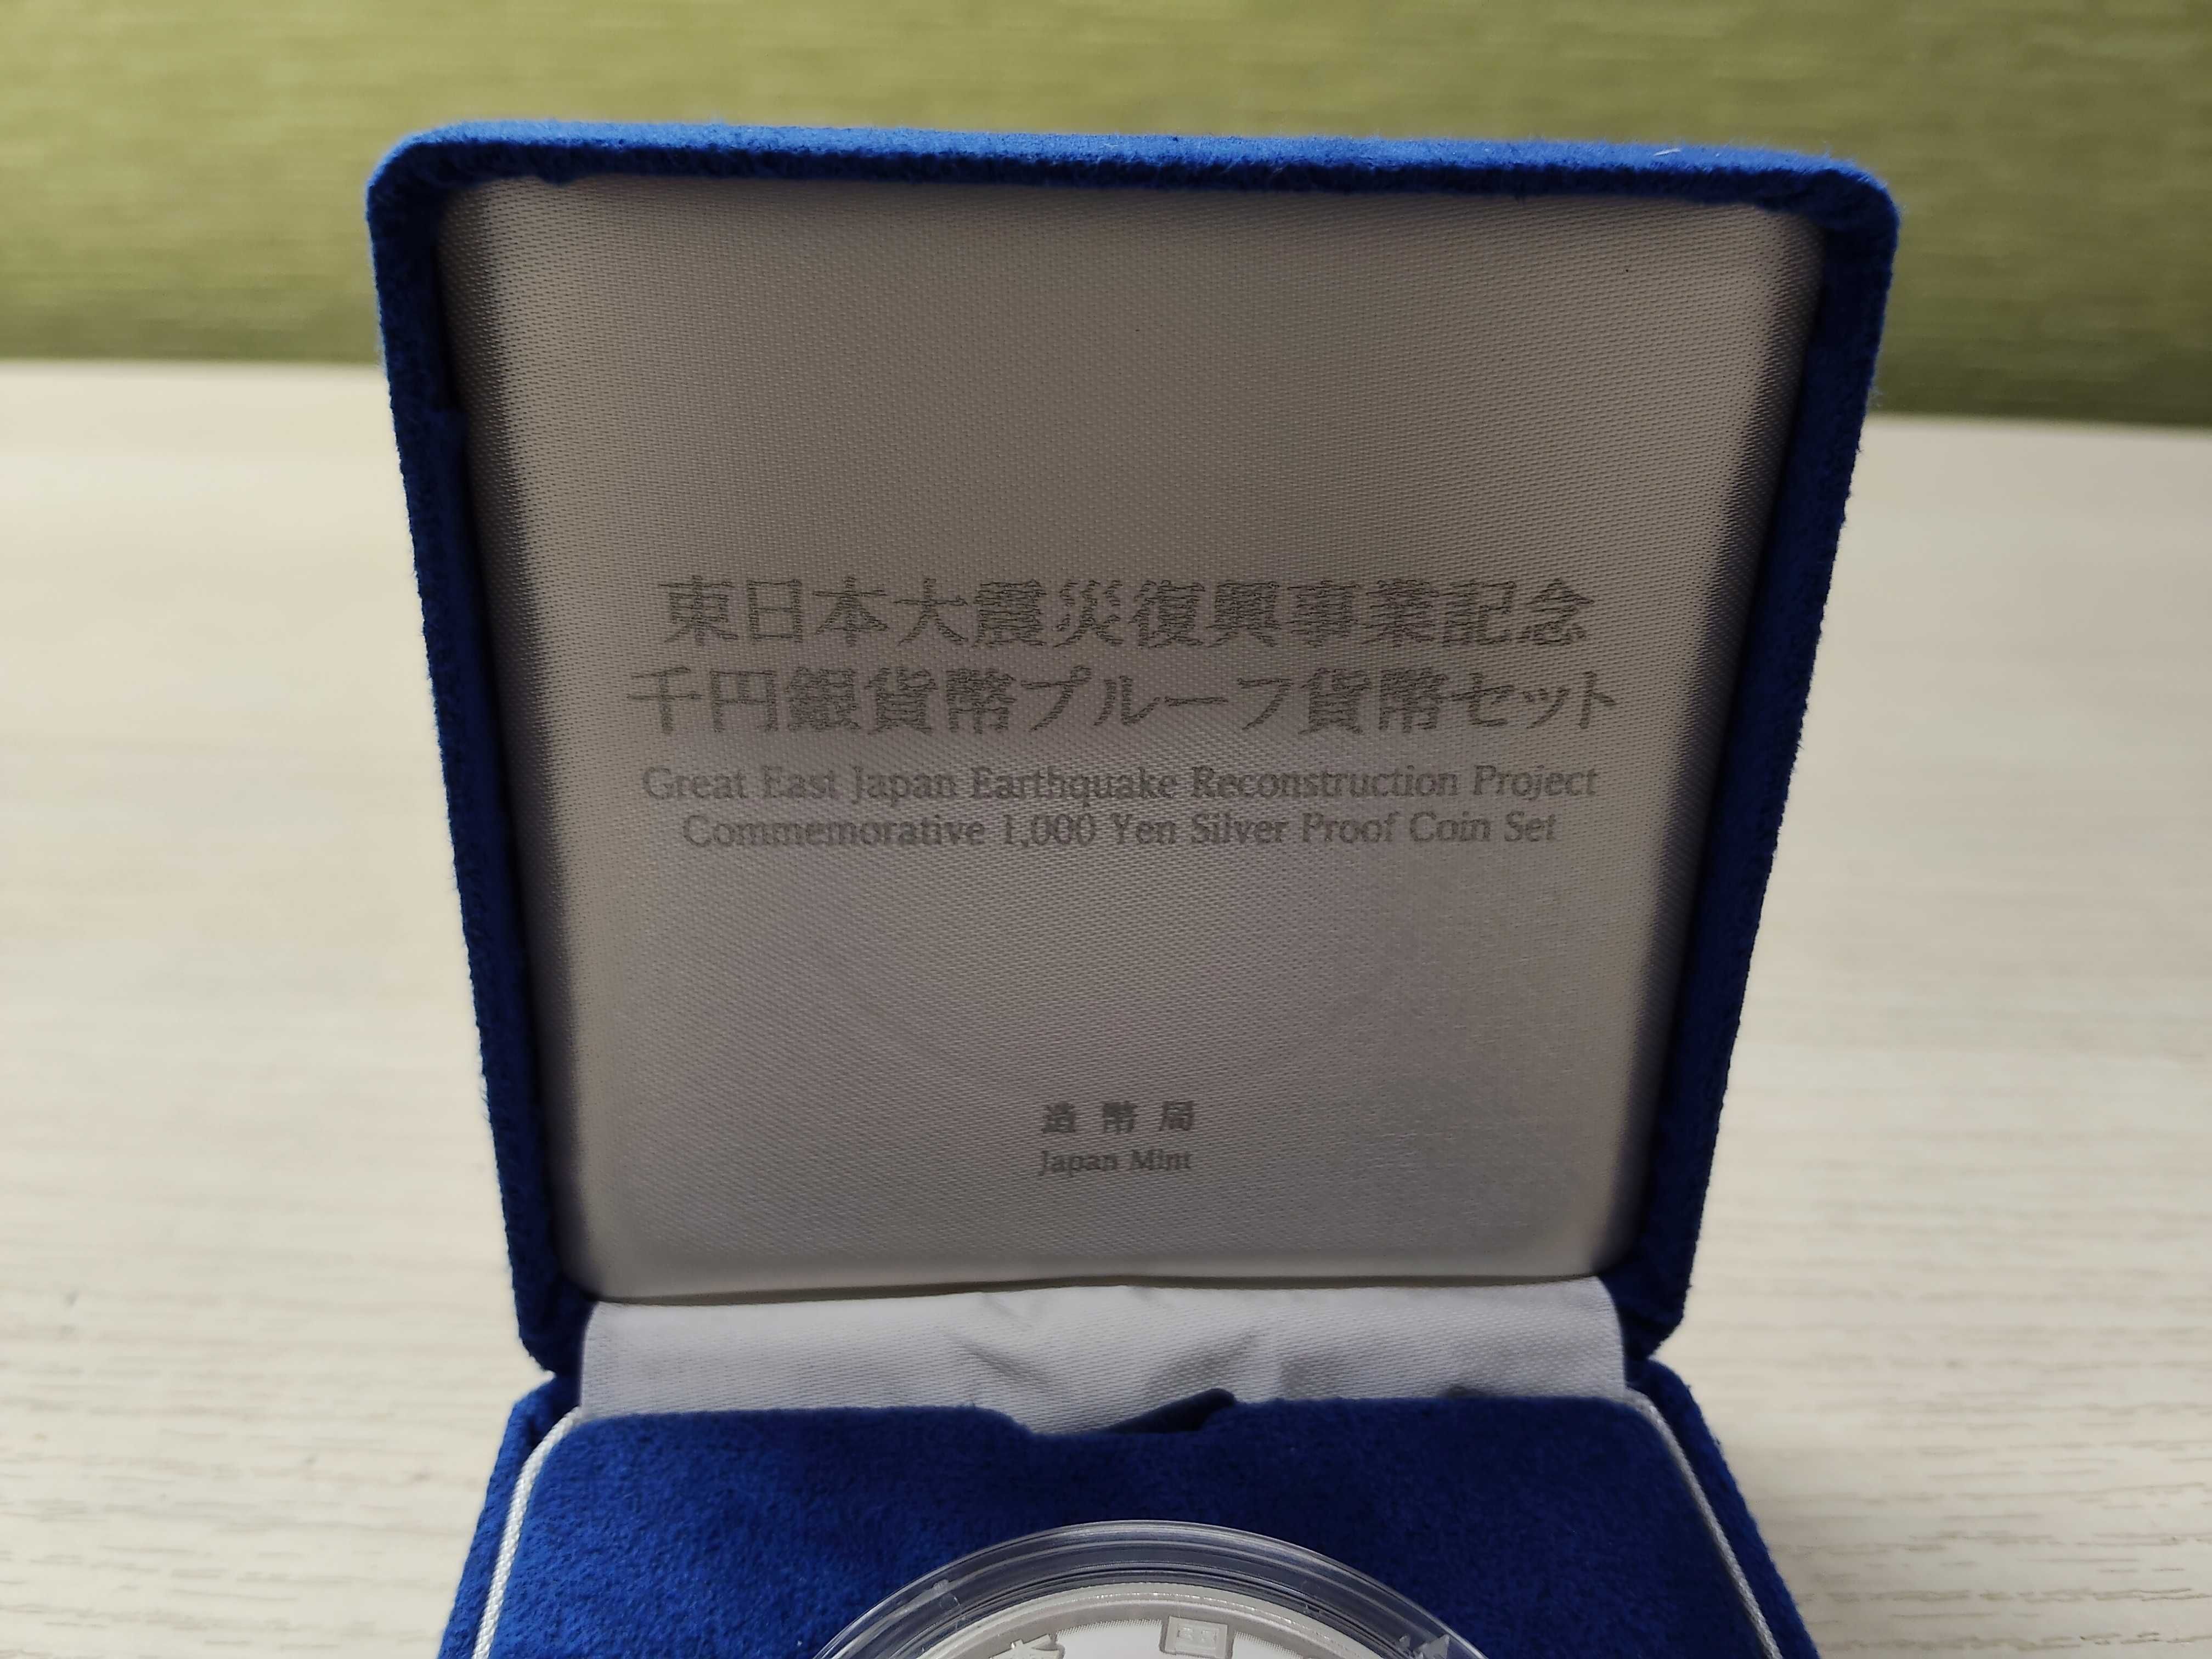 東日本大震災復興事業記念
千円銀貨幣プルーフ貨幣セット
Great East Japan Earthquake Reconstruction Project
Commemorative 1,000 Yen Silver Proof Coin Set
造幣局
Japan Mint